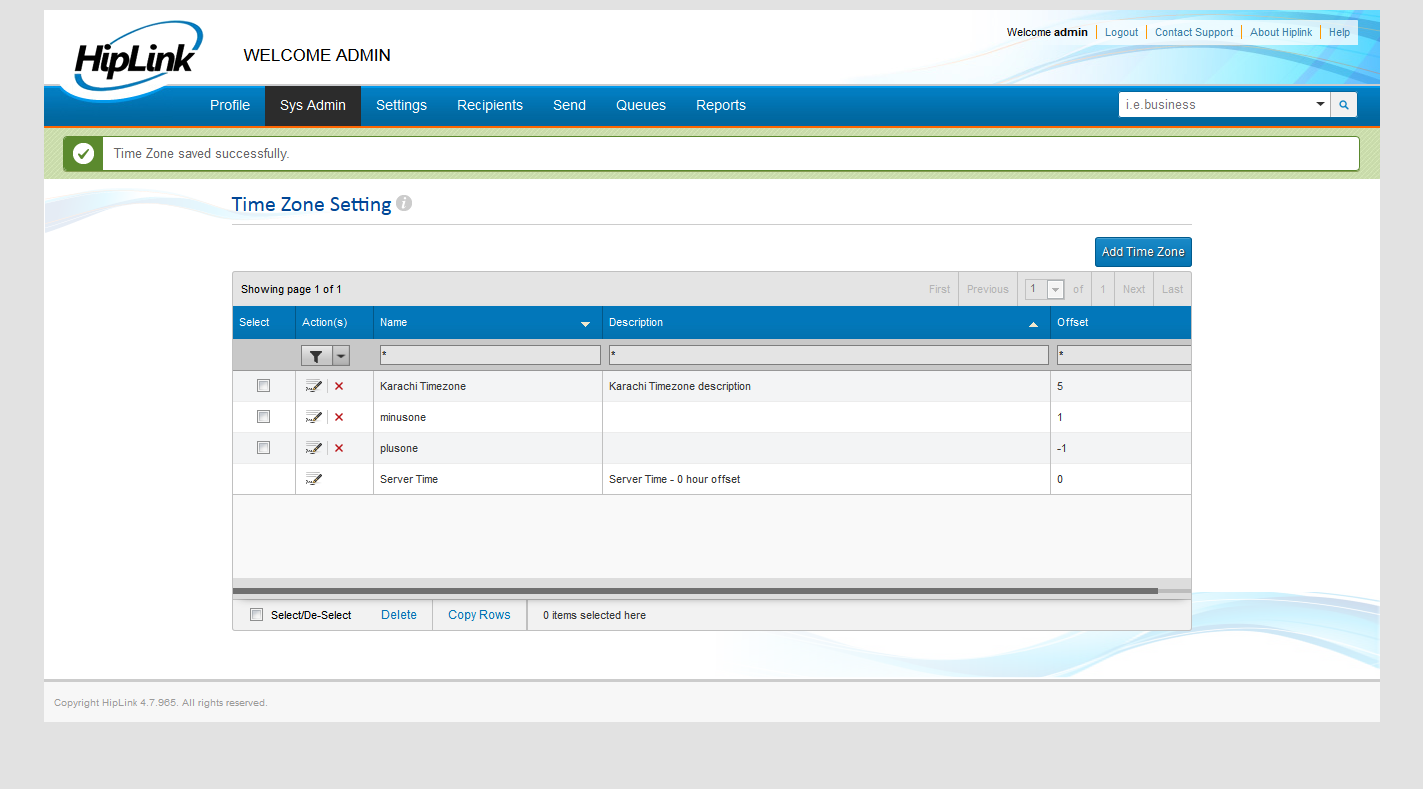 HipLink
WELCOME ADMIN
Welcome admin Logout Contact Support About Hiplink Help
Profile Sys Admin Settings Recipients Send Queues Reports i.e.business
Time Zone saved successfully.
Time Zone Setting i
Add Time Zone
Showing page 1 of 1 First Previous 1 of 1 Next Last
Select Action(s) Name Description Offset
* * *
Karachi Timezone Karachi Timezone description 5
minusone 1
plusone -1
Server Time Server Time - 0 hour offset 0
Select/De-Select Delete Copy Rows 0 items selected here
Copyright HipLink 4.7.965. All rights reserved.